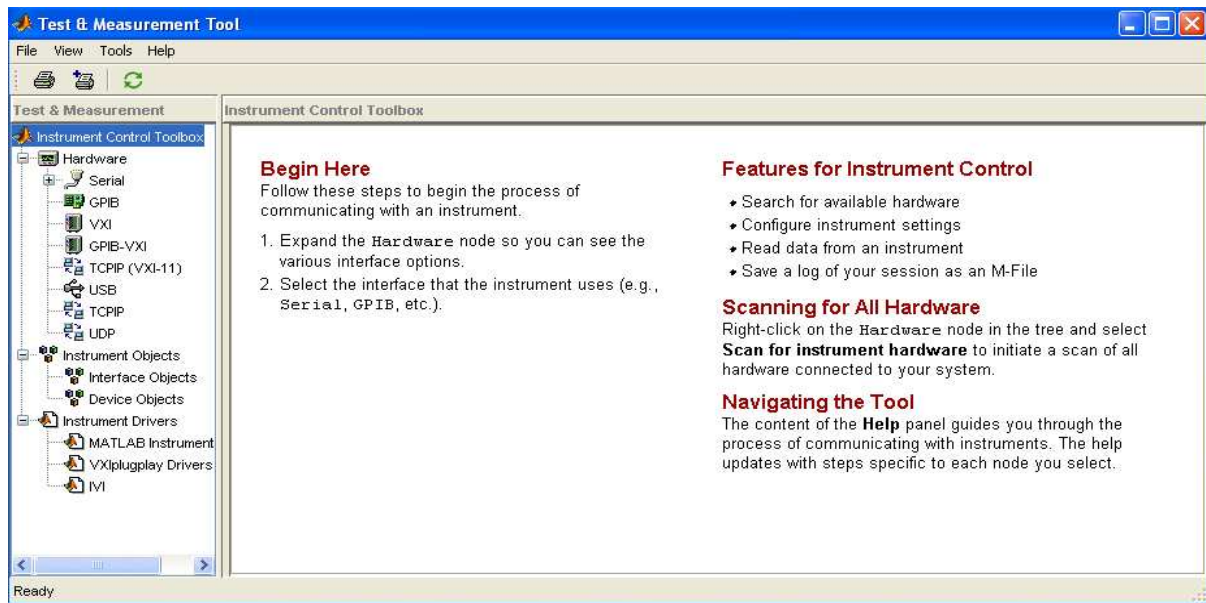 Test & Measurement Tool
File View Tools Help
Test & Measurement
Instrument Control Toolbox
Instrument Control Toolbox
Hardware
Serial
GPIB
VXI
GPIB-VXI
TCPIP (VXI-11)
USB
TCPIP
UDP
Instrument Objects
Interface Objects
Device Objects
Instrument Drivers
MATLAB Instrument
VXIplugplay Drivers
IVI
Begin Here
Follow these steps to begin the process of
communicating with an instrument.
1. Expand the Hardware node so you can see the
various interface options.
2. Select the interface that the instrument uses (e.g.,
Serial, GPIB, etc.).
Features for Instrument Control
• Search for available hardware
• Configure instrument settings
• Read data from an instrument
• Save a log of your session as an M-File
Scanning for All Hardware
Right-click on the Hardware node in the tree and select
Scan for instrument hardware to initiate a scan of all
hardware connected to your system.
Navigating the Tool
The content of the Help panel guides you through the
process of communicating with instruments. The help
updates with steps specific to each node you select.
Ready